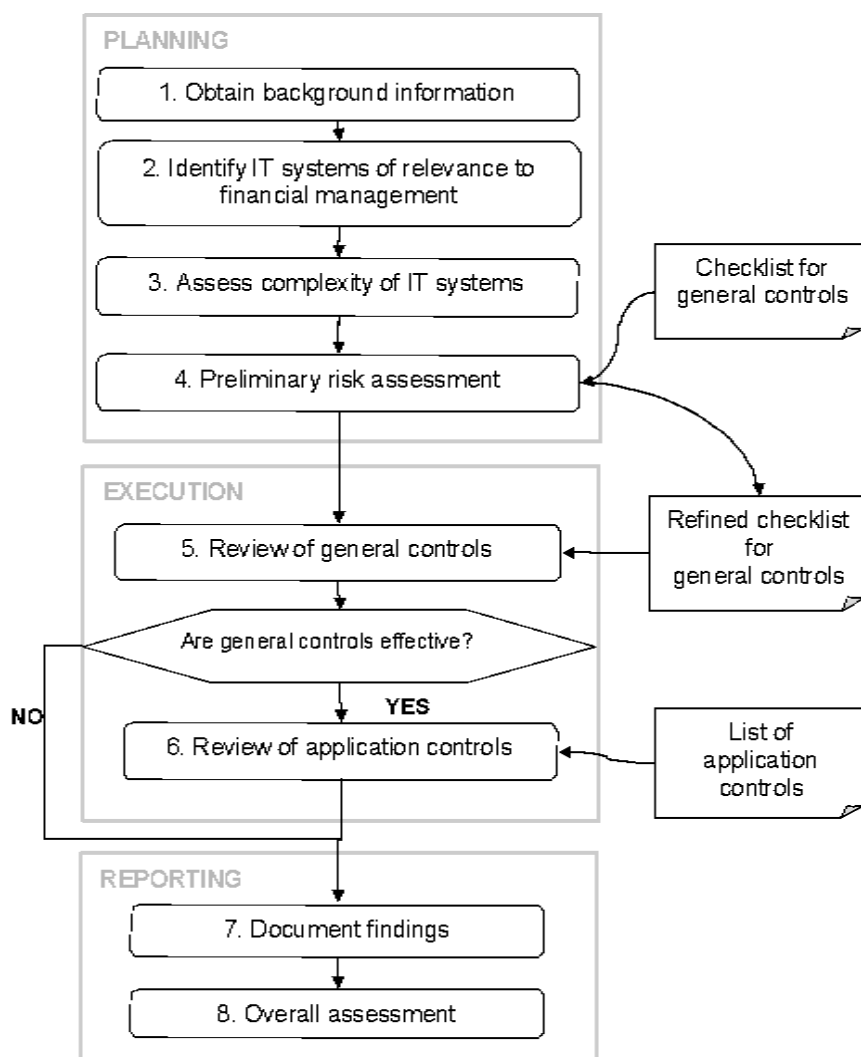 PLANNING
1. Obtain background information
2. Identify IT systems of relevance to
financial management
3. Assess complexity of IT systems
Checklist for
general controls
4. Preliminary risk assessment
EXECUTION
5. Review of general controls
Refined checklist
for
general controls
Are general controls effective?
NO
YES
6. Review of application controls
List of
application
controls
REPORTING
7. Document findings
8. Overall assessment